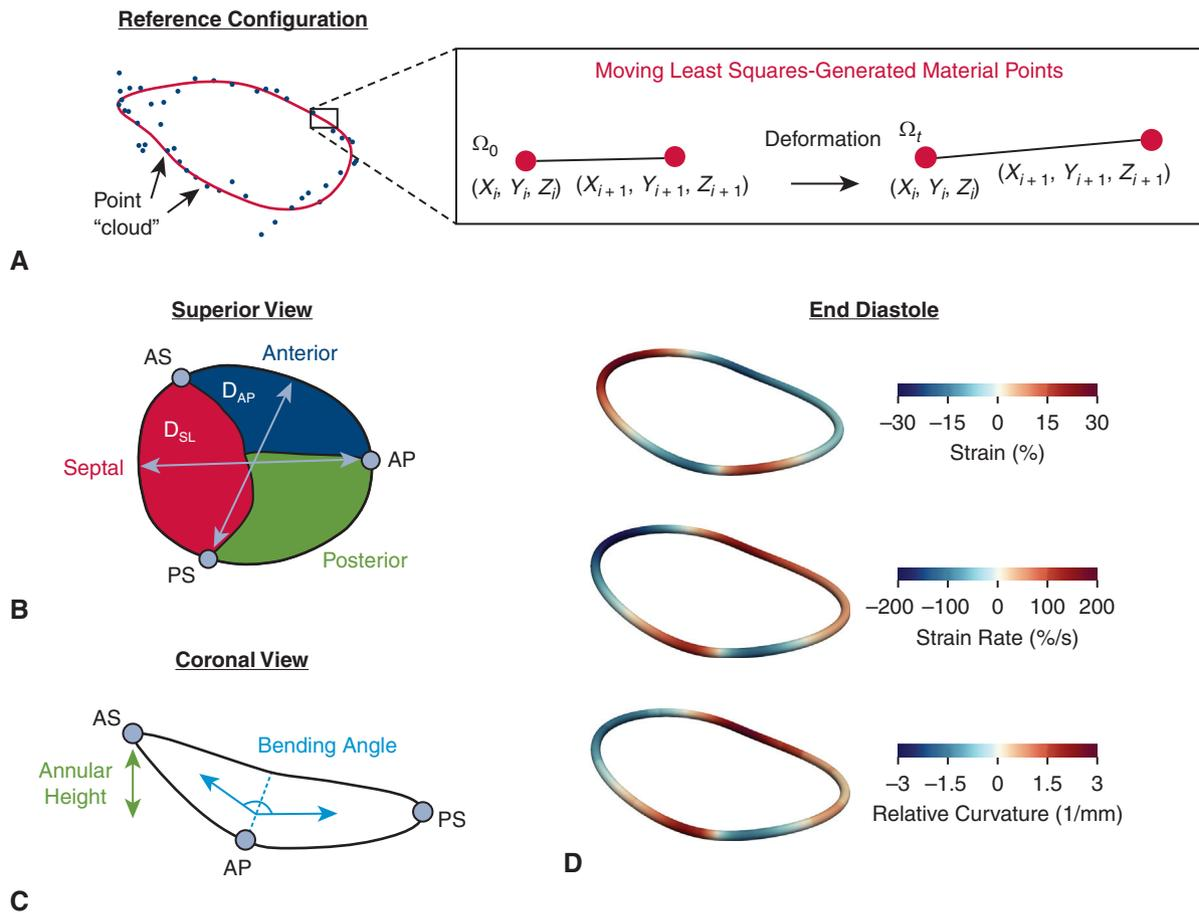 Reference Configuration
Moving Least Squares-Generated Material Points
Ω0
Deformation
Ωt
(Xi, Yi, Zi) (Xi + 1, Yi + 1, Zi + 1)
(Xi, Yi, Zi) (Xi + 1, Yi + 1, Zi + 1)
Point
“cloud”
A
Superior View
AS
Anterior
DAP
DSL
Septal
AP
Posterior
PS
B
Coronal View
AS
Bending Angle
Annular
Height
PS
AP
C
End Diastole
–30 –15 0 15 30
Strain (%)
–200 –100 0 100 200
Strain Rate (%/s)
–3 –1.5 0 1.5 3
Relative Curvature (1/mm)
D